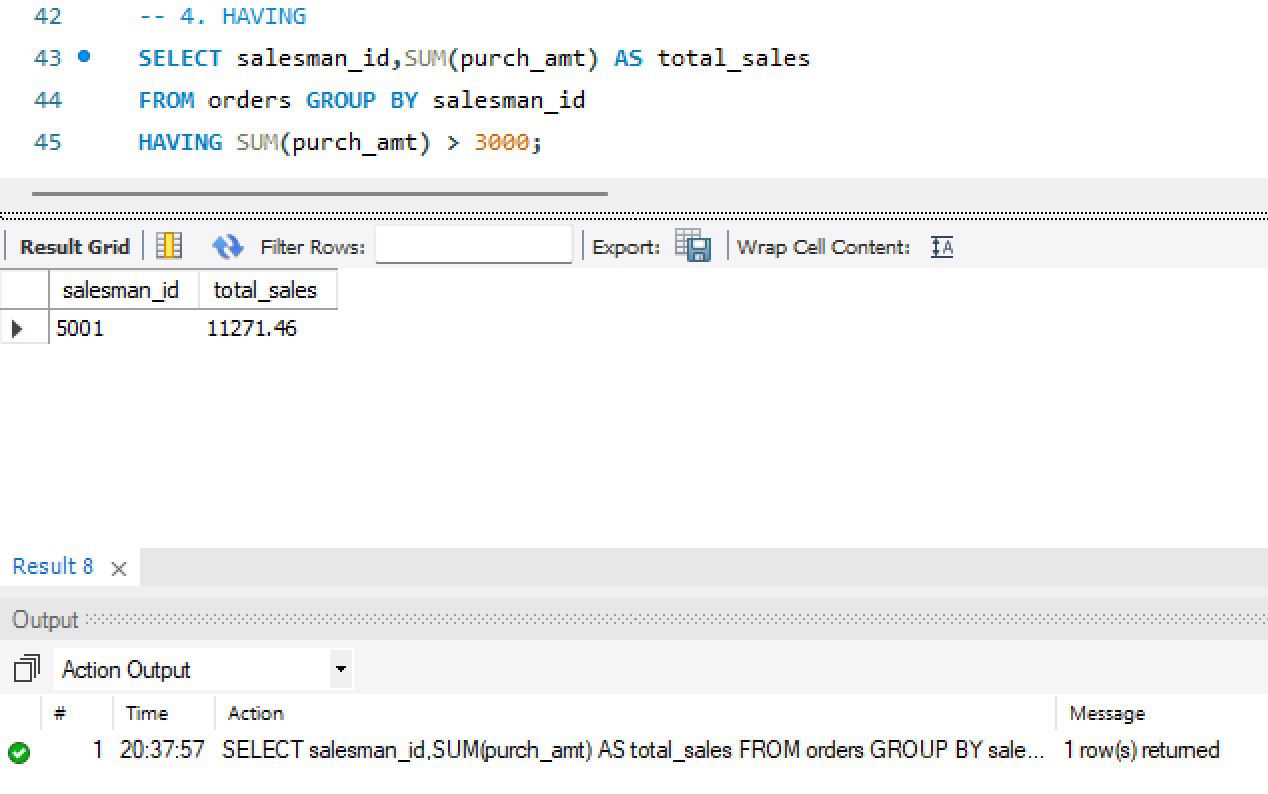 42 -- 4. HAVING
43 SELECT salesman_id,SUM(purch_amt) AS total_sales
44 FROM orders GROUP BY salesman_id
45 HAVING SUM(purch_amt) > 3000;
Result Grid Filter Rows: Export: Wrap Cell Content: IA
salesman_id total_sales
5001 11271.46
Result 8 ×
Output
Action Output
# Time Action Message
1 20:37:57 SELECT salesman_id,SUM(purch_amt) AS total_sales FROM orders GROUP BY sale... 1 row(s) returned